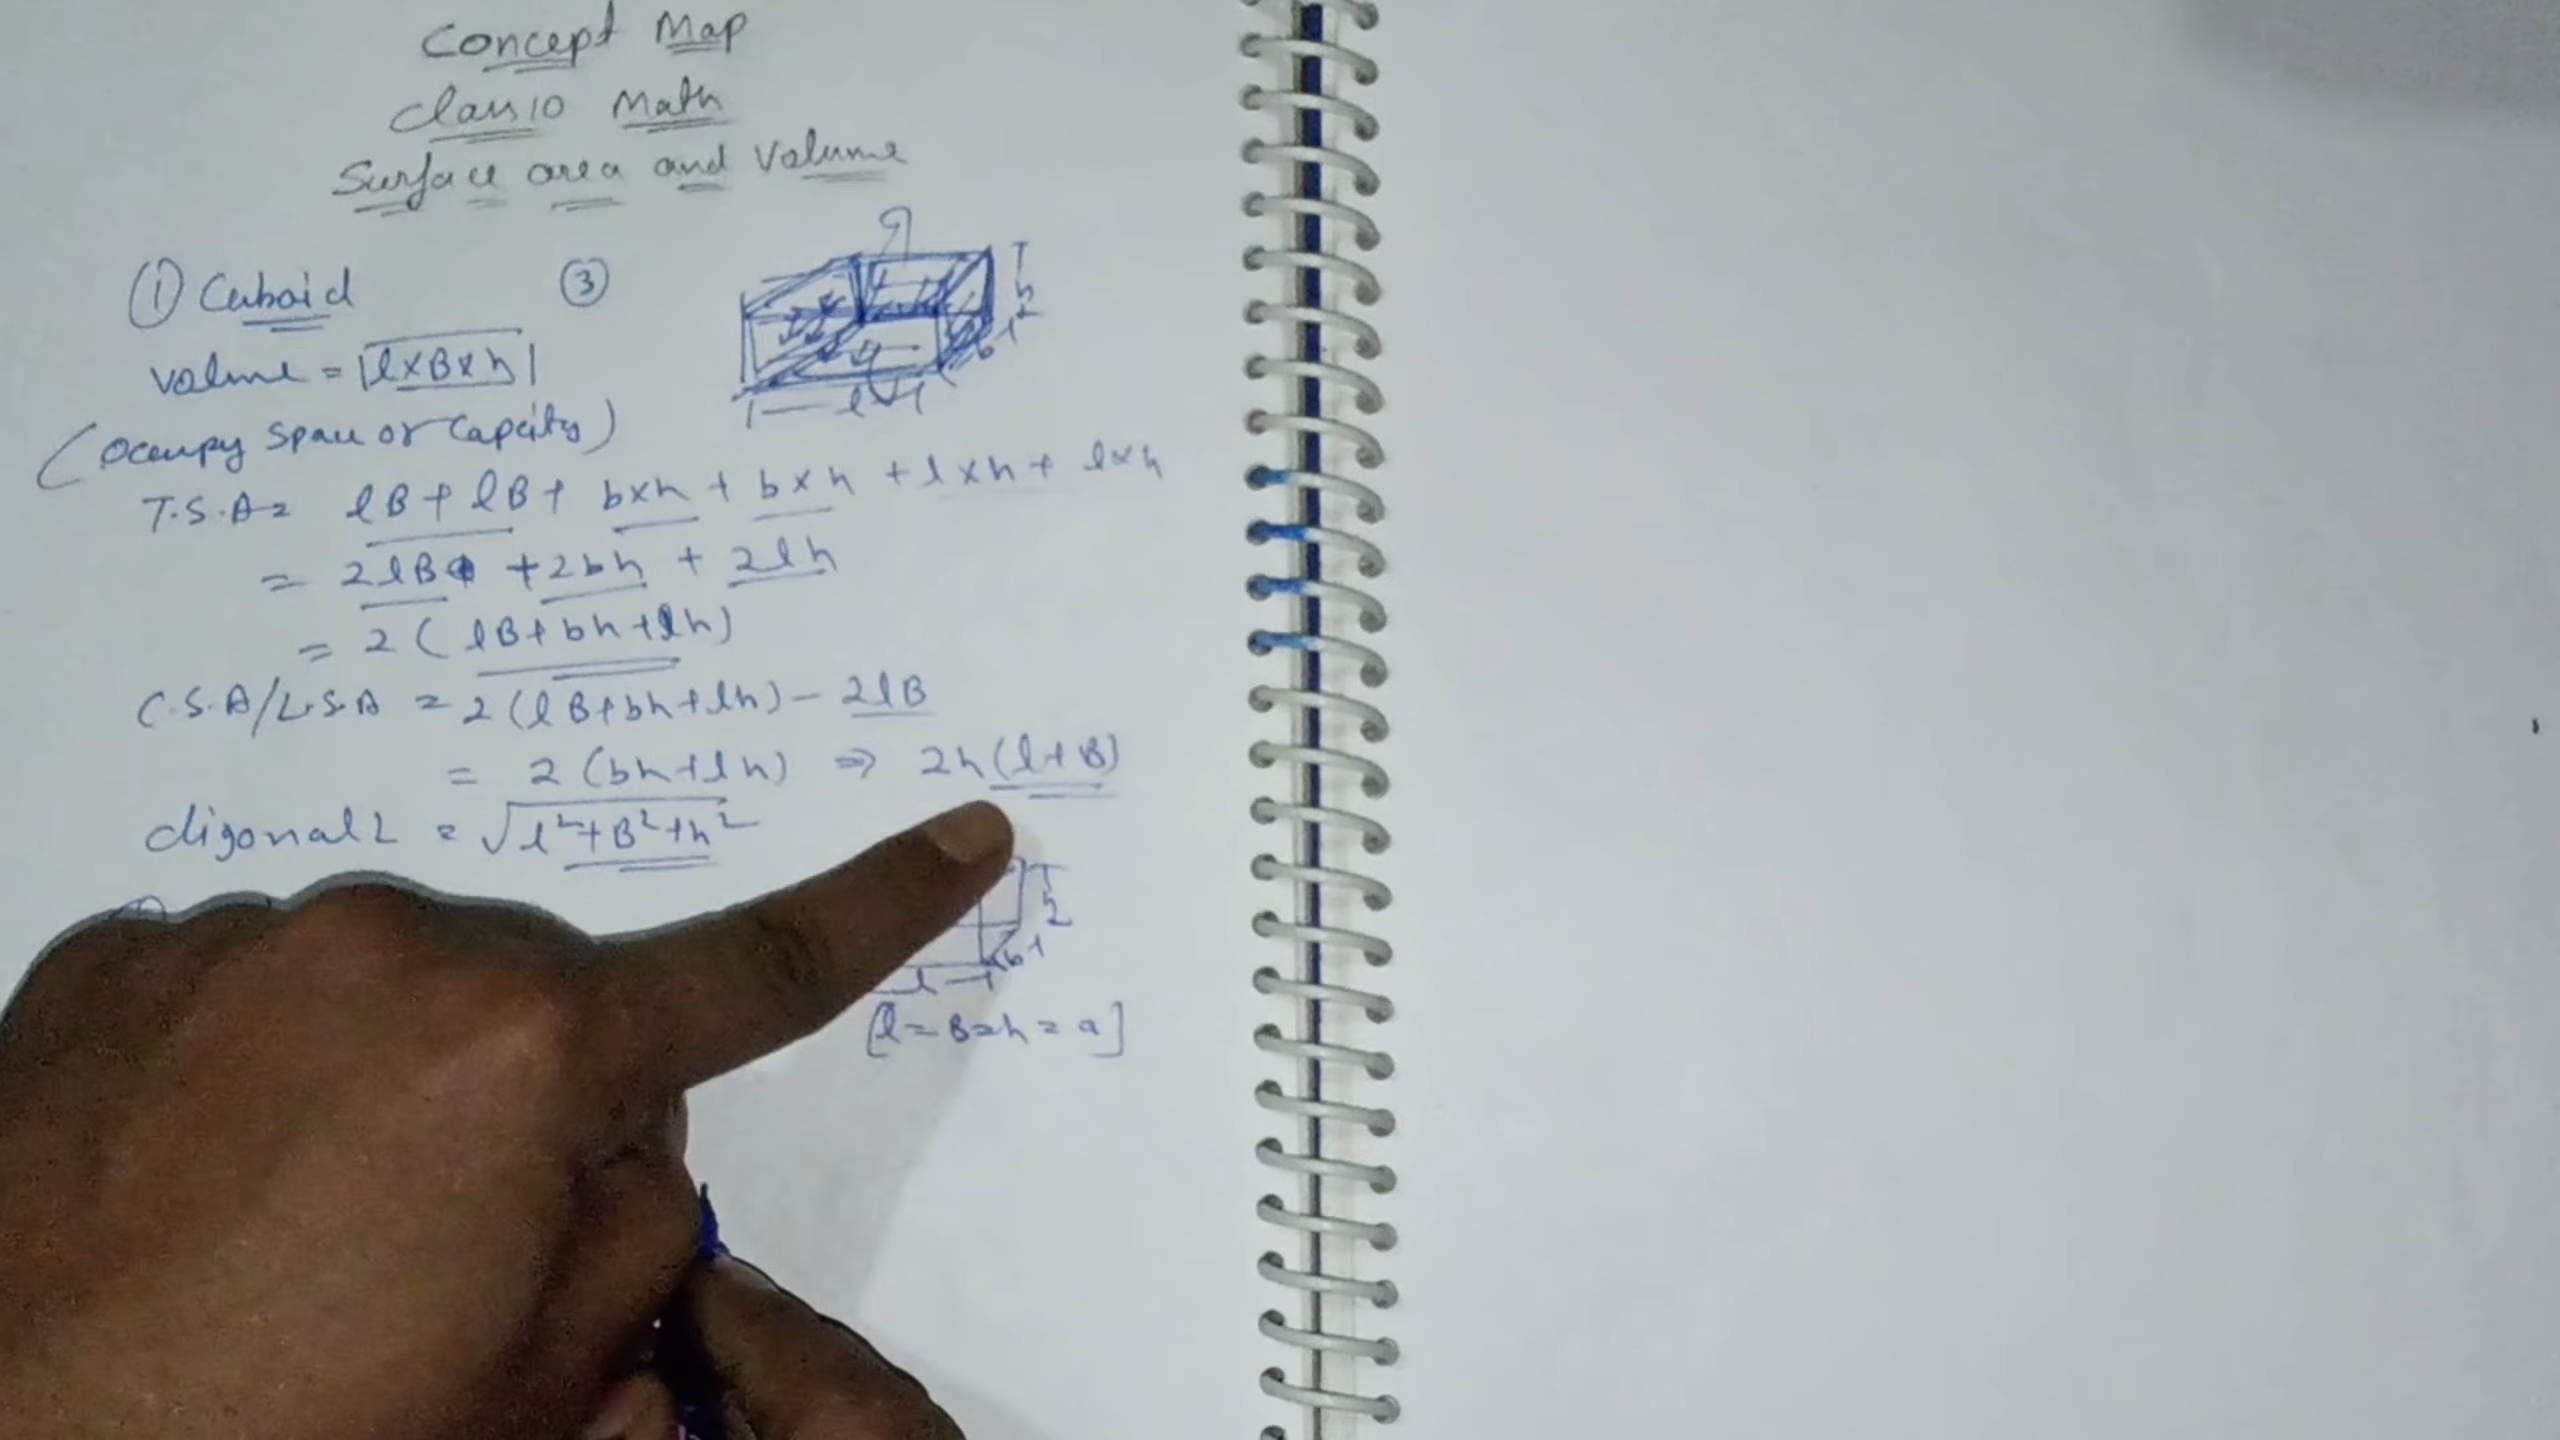 Concept Map
Class 10 Math
Surface area and Volume
① Cuboid ③
h
b
l
Volume = l×B×h
(Occupy Space or Capcity)
T.S.A = lB + lB + b×h + b×h + l×h + l×h
= 2lB + 2bh + 2lh
= 2(lB+bh+lh)
C.S.A/L.S.A = 2(lB+bh+lh) - 2lB
= 2(bh+lh) ⇒ 2h(l+B)
digonal = √l²+B²+h²
h
b
l
[l=B=h=a]